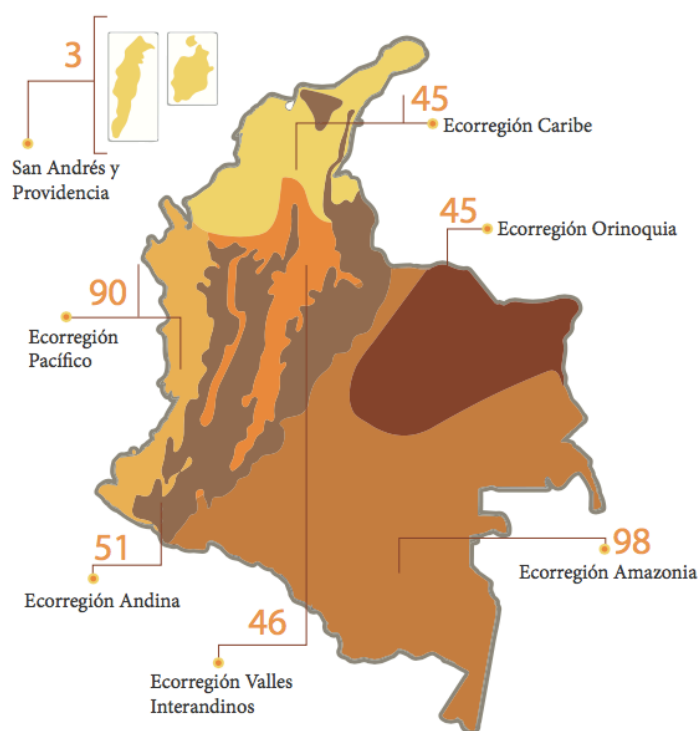 3
San Andrés y
Providencia
45
Ecorregión Caribe
45
Ecorregión Orinoquia
90
Ecorregión
Pacífico
51
Ecorregión Andina
98
Ecorregión Amazonia
46
Ecorregión Valles
Interandinos